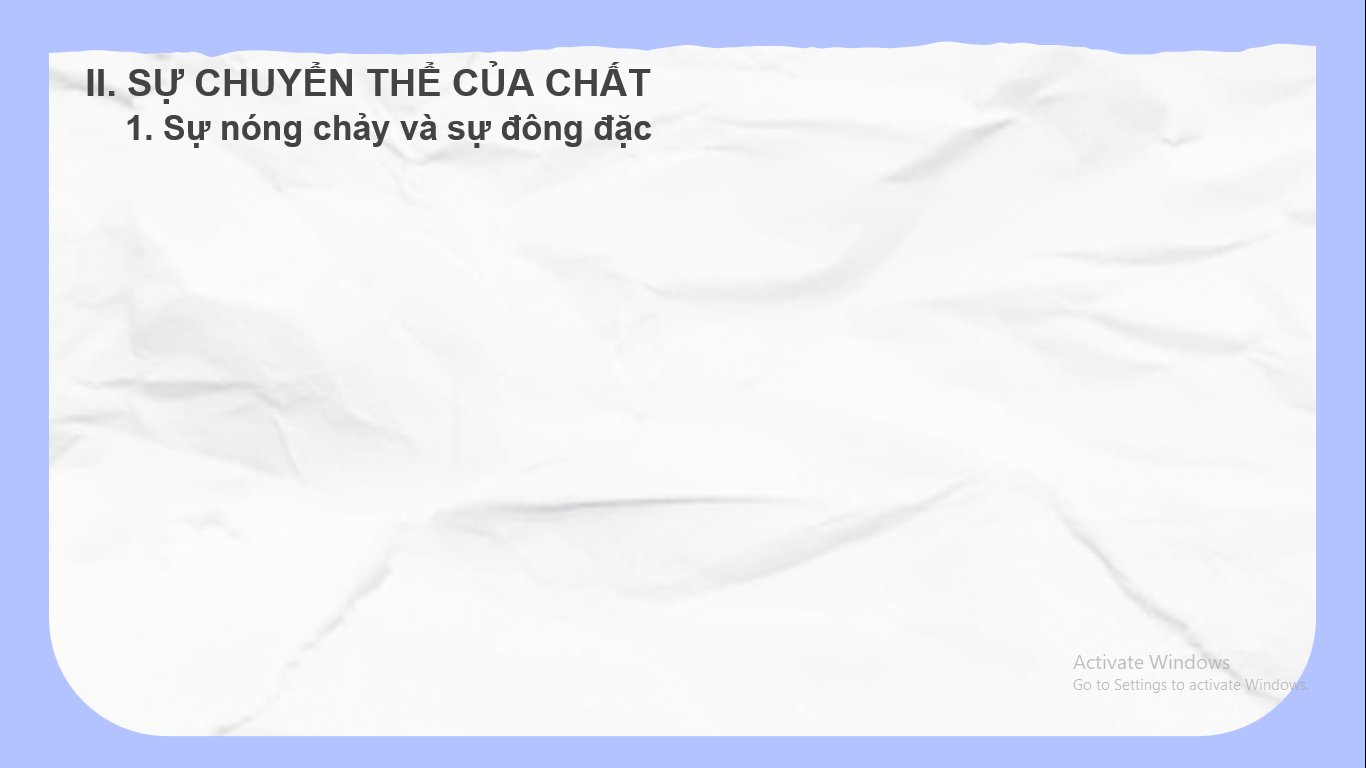 II. SỰ CHUYỂN THỂ CỦA CHẤT
1. Sự nóng chảy và sự đông đặc
Activate Windows
Go to Settings to activate Windows.